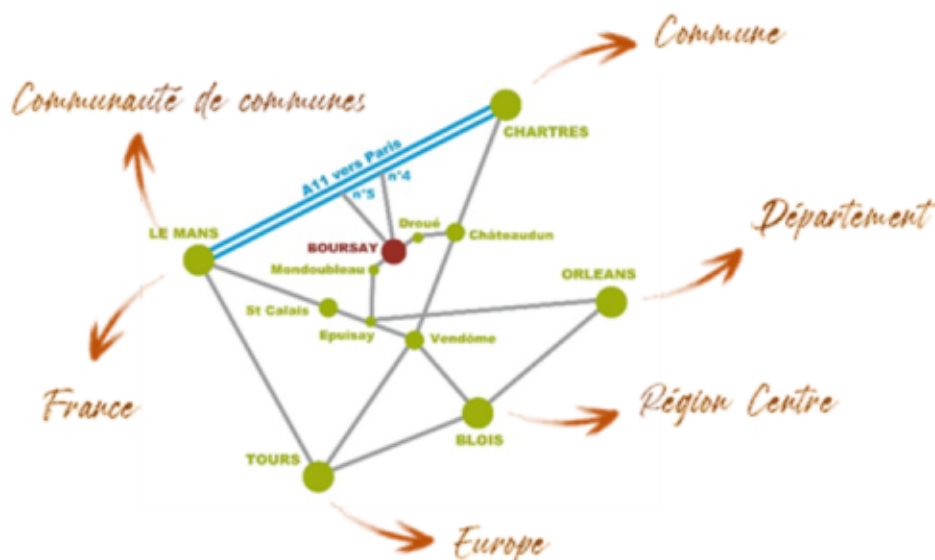 Commune
Communauté de communes
CHARTRES
A11 vers Paris
n°4
n°5
Département
LE MANS
Droué
Châteaudun
BOURSAY
Mondoubleau
ORLEANS
St Calais
Epuisay
Vendôme
France
Région Centre
BLOIS
TOURS
Europe